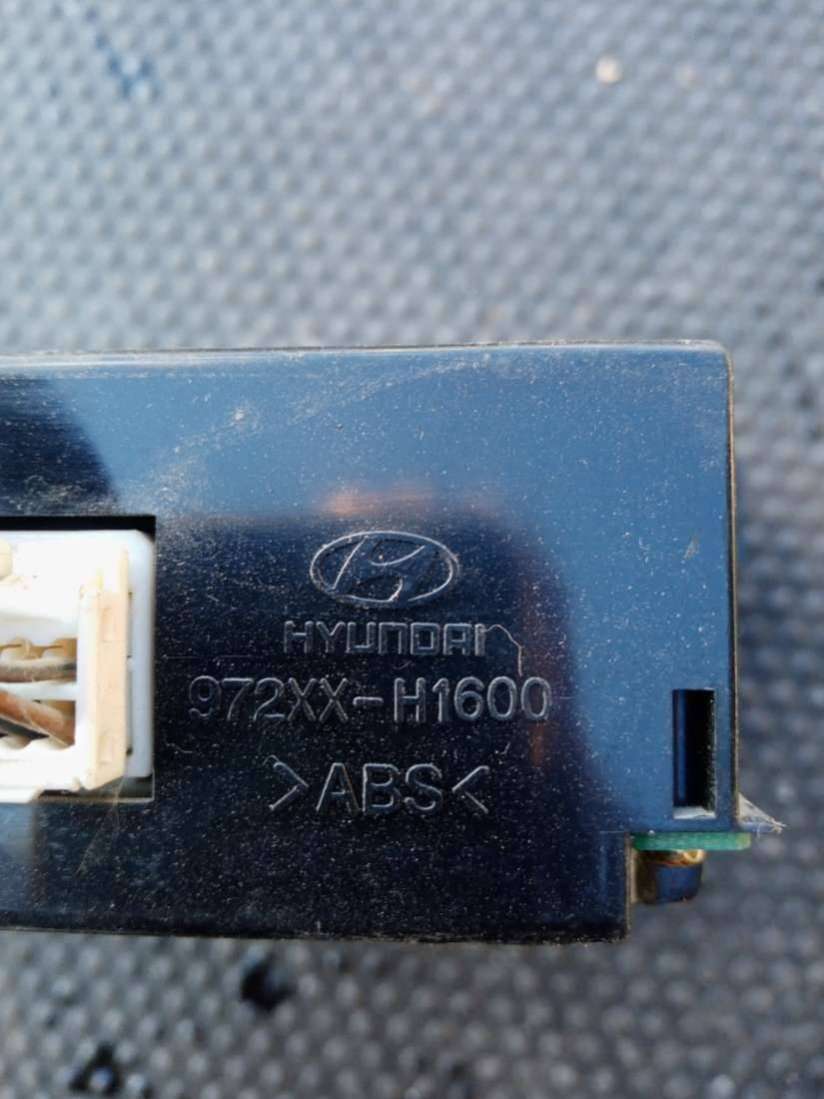 HYUNDAI
972XX-H1600
>ABS<